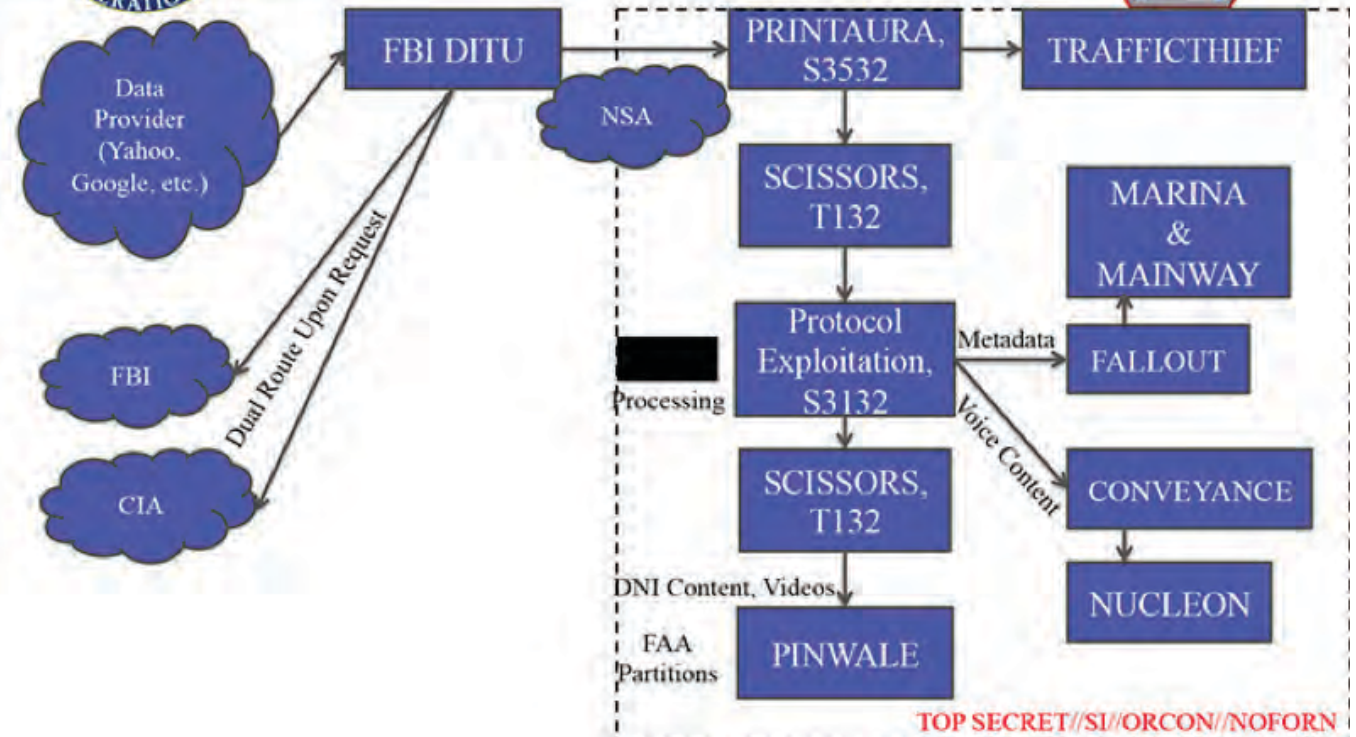 ERATIO
FBI DITU
PRINTAURA,
S3532
TRAFFICTHIEF
Data
Provider
(Yahoo,
Google, etc.)
NSA
SCISSORS,
T132
MARINA
&
MAINWAY
Dual Route Upon Request
Protocol
Exploitation,
S3132
Metadata
FALLOUT
FBI
Processing
Voice Content
SCISSORS,
T132
CONVEYANCE
CIA
DNI Content, Videos
NUCLEON
FAA
Partitions
PINWALE
TOP SECRET//SI//ORCON//NOFORN